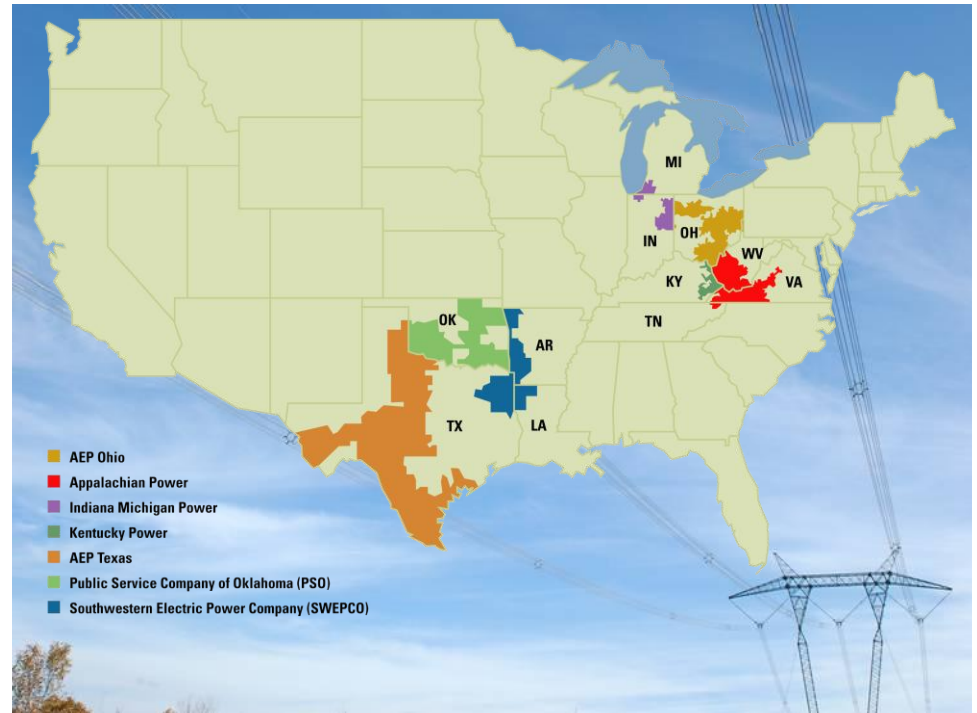 MI
IN
OH
WV
KY
VA
TN
OK
AR
TX
LA
AEP Ohio
Appalachian Power
Indiana Michigan Power
Kentucky Power
AEP Texas
Public Service Company of Oklahoma (PSO)
Southwestern Electric Power Company (SWEPCO)